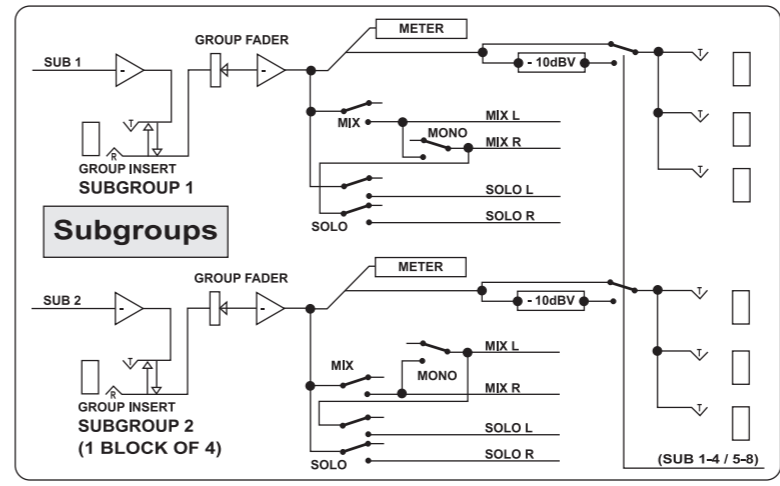 METER
GROUP FADER
SUB 1
- 10dBV
T
-
-
MIX L
MIX
MONO
MIX R
T
T
R
T
GROUP INSERT
SUBGROUP 1
SOLO L
SOLO R
SOLO
Subgroups
METER
GROUP FADER
SUB 2
- 10dBV
T
-
-
MIX L
MIX
MONO
MIX R
T
T
R
T
GROUP INSERT
SUBGROUP 2
(1 BLOCK OF 4)
SOLO L
SOLO R
SOLO
(SUB 1-4 / 5-8)